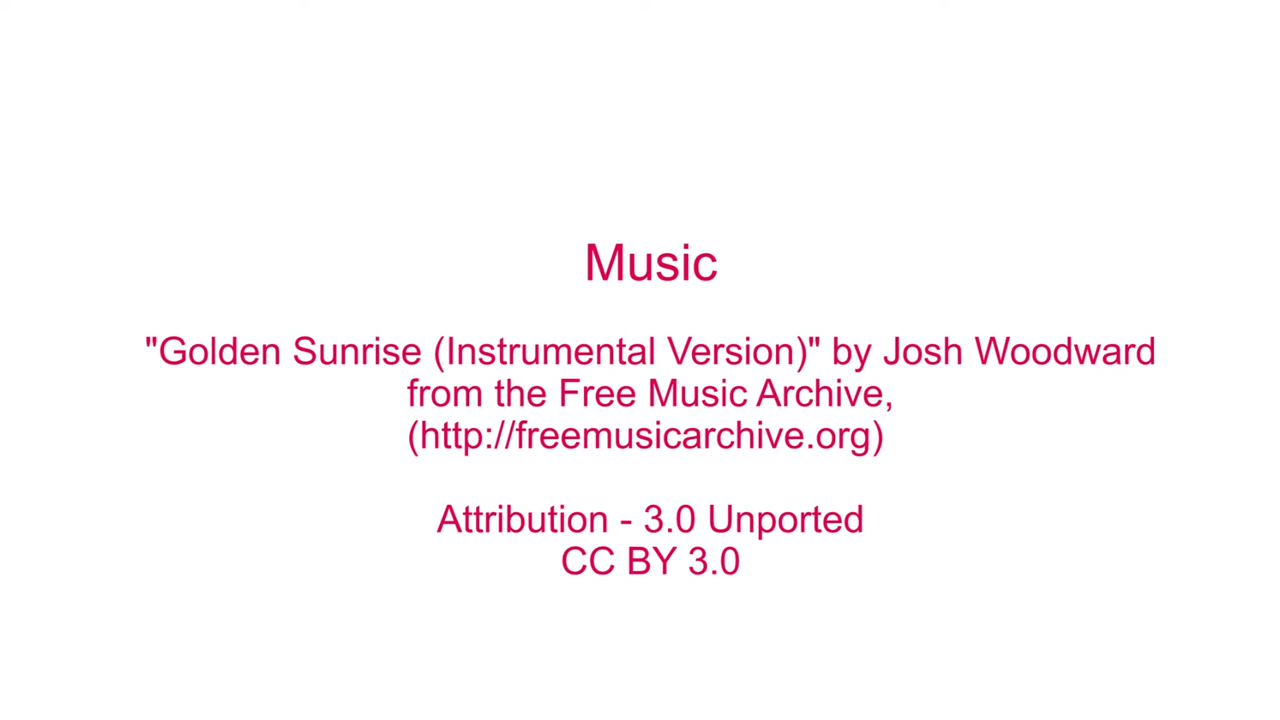 Music
"Golden Sunrise (Instrumental Version)" by Josh Woodward
from the Free Music Archive,
(http://freemusicarchive.org)
Attribution - 3.0 Unported
CC BY 3.0